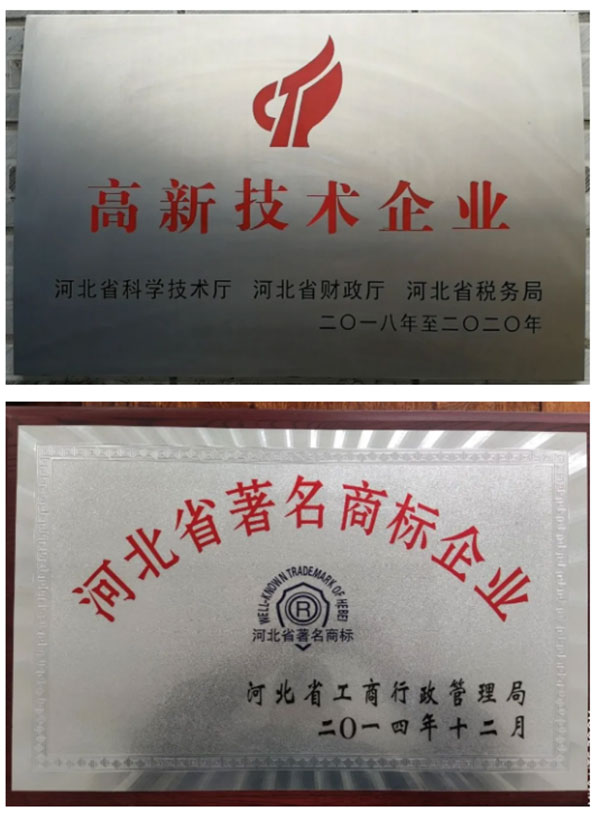 高新技术企业
河北省科学技术厅 河北省财政厅 河北省税务局
二〇一八年至二〇二〇年
河北省著名商标企业
WELL-KNOWN TRADEMARK OF HEBEI
R
河北省著名商标
河北省工商行政管理局
二〇一四年十二月